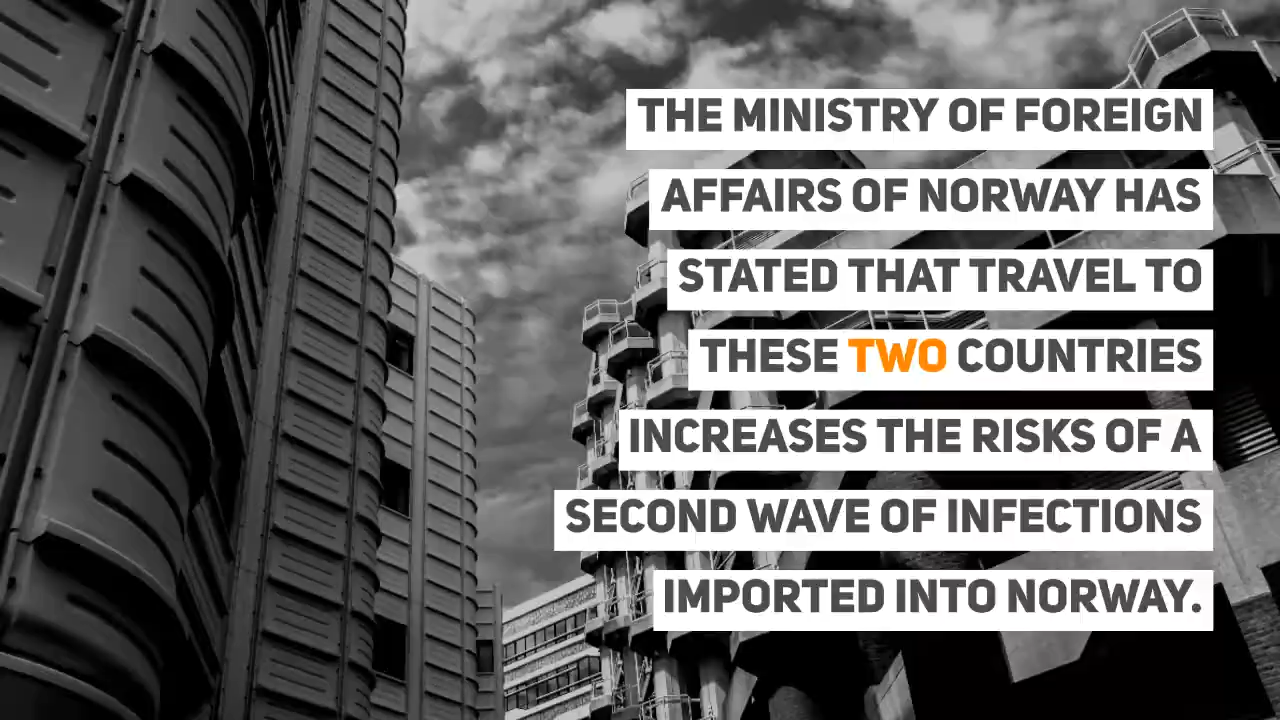 THE MINISTRY OF FOREIGN
AFFAIRS OF NORWAY HAS
STATED THAT TRAVEL TO
THESE TWO COUNTRIES
INCREASES THE RISKS OF A
SECOND WAVE OF INFECTIONS
IMPORTED INTO NORWAY.